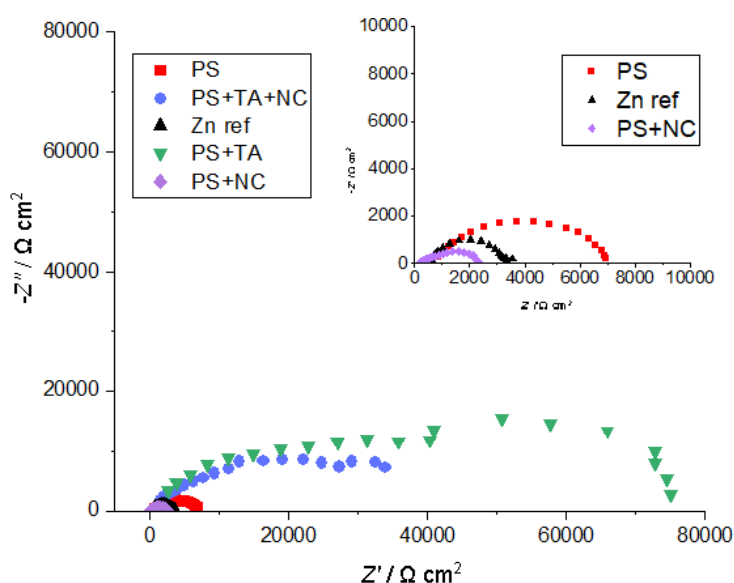 80000
60000
40000
20000
0
-Z″ / Ω cm²
PS
PS+TA+NC
Zn ref
PS+TA
PS+NC
10000
8000
6000
4000
2000
0
-Z″ / Ω cm²
PS
Zn ref
PS+NC
0 2000 4000 6000 8000 10000
Z′ / Ω cm²
0 20000 40000 60000 80000
Z′ / Ω cm²